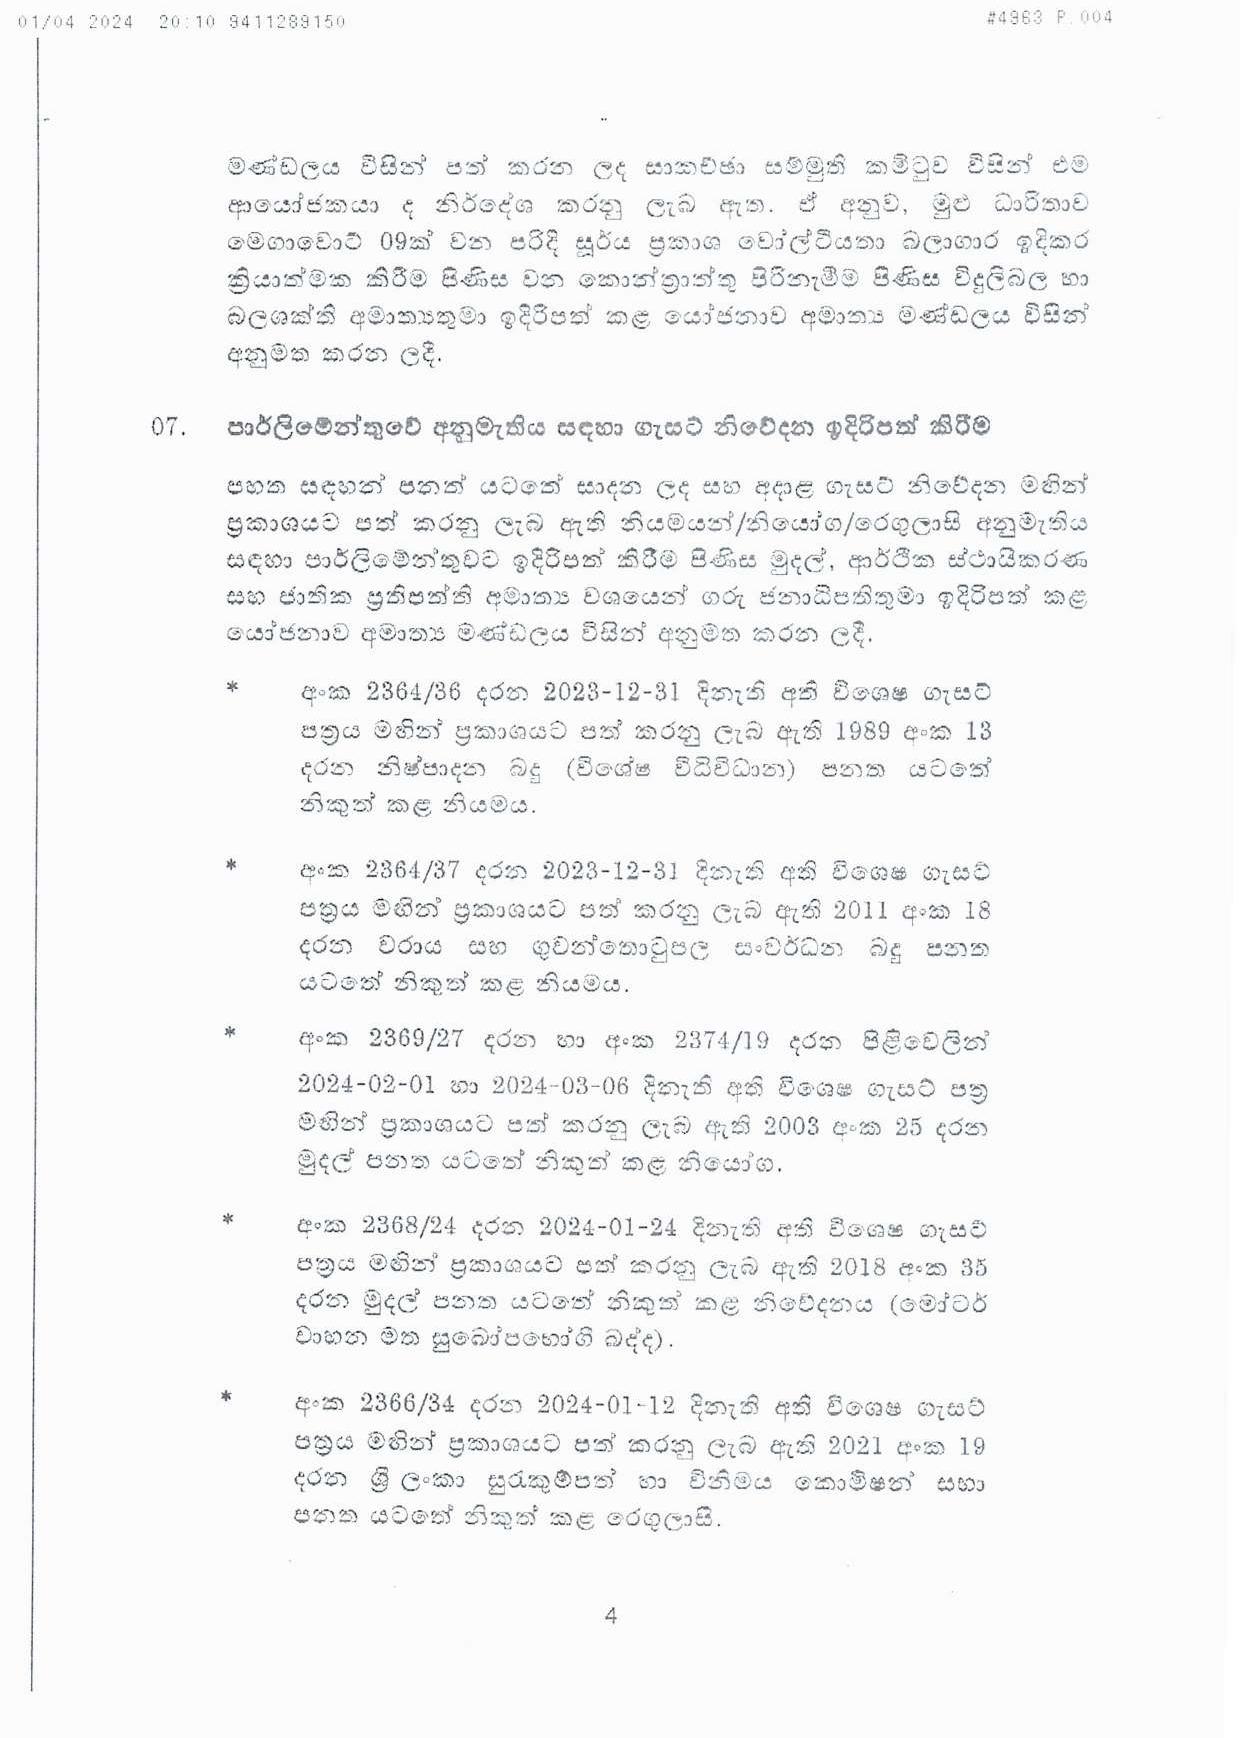 01/04 2024 20:10 9411289150
#4963 P.004
මණ්ඩලය විසින් පත් කරන ලද සාකච්ඡා සම්මුති කමිටුව විසින් එම
ආයෝජකයා ද නිර්දේශ කරනු ලැබ ඇත. ඒ අනුව, මුළු ධාරිතාව
මෙගාවොට් 09ක් වන පරිදි සූර්ය ප්‍රකාශ වෝල්ටීයතා බලාගාර ඉදිකර
ක්‍රියාත්මක කිරීම පිණිස වන කොන්ත්‍රාත්තු පිරිනැමීම පිණිස විදුලිබල හා
බලශක්ති අමාත්‍යතුමා ඉදිරිපත් කළ යෝජනාව අමාත්‍ය මණ්ඩලය විසින්
අනුමත කරන ලදී.
07. පාර්ලිමේන්තුවේ අනුමැතිය සඳහා ගැසට් නිවේදන ඉදිරිපත් කිරීම
පහත සඳහන් පනත් යටතේ සාදන ලද සහ අදාළ ගැසට් නිවේදන මඟින්
ප්‍රකාශයට පත් කරනු ලැබ ඇති නියමයන්/නියෝග/රෙගුලාසි අනුමැතිය
සඳහා පාර්ලිමේන්තුවට ඉදිරිපත් කිරීම පිණිස මුදල්, ආර්ථික ස්ථායීකරණ
සහ ජාතික ප්‍රතිපත්ති අමාත්‍ය වශයෙන් ගරු ජනාධිපතිතුමා ඉදිරිපත් කළ
යෝජනාව අමාත්‍ය මණ්ඩලය විසින් අනුමත කරන ලදී.
* අංක 2364/36 දරන 2023-12-31 දිනැති අති විශෙෂ ගැසට්
පත්‍රය මඟින් ප්‍රකාශයට පත් කරනු ලැබ ඇති 1989 අංක 13
දරන නිෂ්පාදන බදු (විශේෂ විධිවිධාන) පනත යටතේ
නිකුත් කළ නියමය.
* අංක 2364/37 දරන 2023-12-31 දිනැති අති විශෙෂ ගැසට්
පත්‍රය මඟින් ප්‍රකාශයට පත් කරනු ලැබ ඇති 2011 අංක 18
දරන වරාය සහ ගුවන්තොටුපල සංවර්ධන බදු පනත
යටතේ නිකුත් කළ නියමය.
* අංක 2369/27 දරන හා අංක 2374/19 දරන පිළිවෙලින්
2024-02-01 හා 2024-03-06 දිනැති අති විශෙෂ ගැසට් පත්‍ර
මඟින් ප්‍රකාශයට පත් කරනු ලැබ ඇති 2003 අංක 25 දරන
මුදල් පනත යටතේ නිකුත් කළ නියෝග.
* අංක 2368/24 දරන 2024-01-24 දිනැති අති විශෙෂ ගැසට්
පත්‍රය මඟින් ප්‍රකාශයට පත් කරනු ලැබ ඇති 2018 අංක 35
දරන මුදල් පනත යටතේ නිකුත් කළ නිවේදනය (මෝටර්
වාහන මත සුඛෝපභෝගී බද්ද).
* අංක 2366/34 දරන 2024-01-12 දිනැති අති විශෙෂ ගැසට්
පත්‍රය මඟින් ප්‍රකාශයට පත් කරනු ලැබ ඇති 2021 අංක 19
දරන ශ්‍රී ලංකා සුරැකුම්පත් හා විනිමය කොමිෂන් සභා
පනත යටතේ නිකුත් කළ රෙගුලාසි.
4